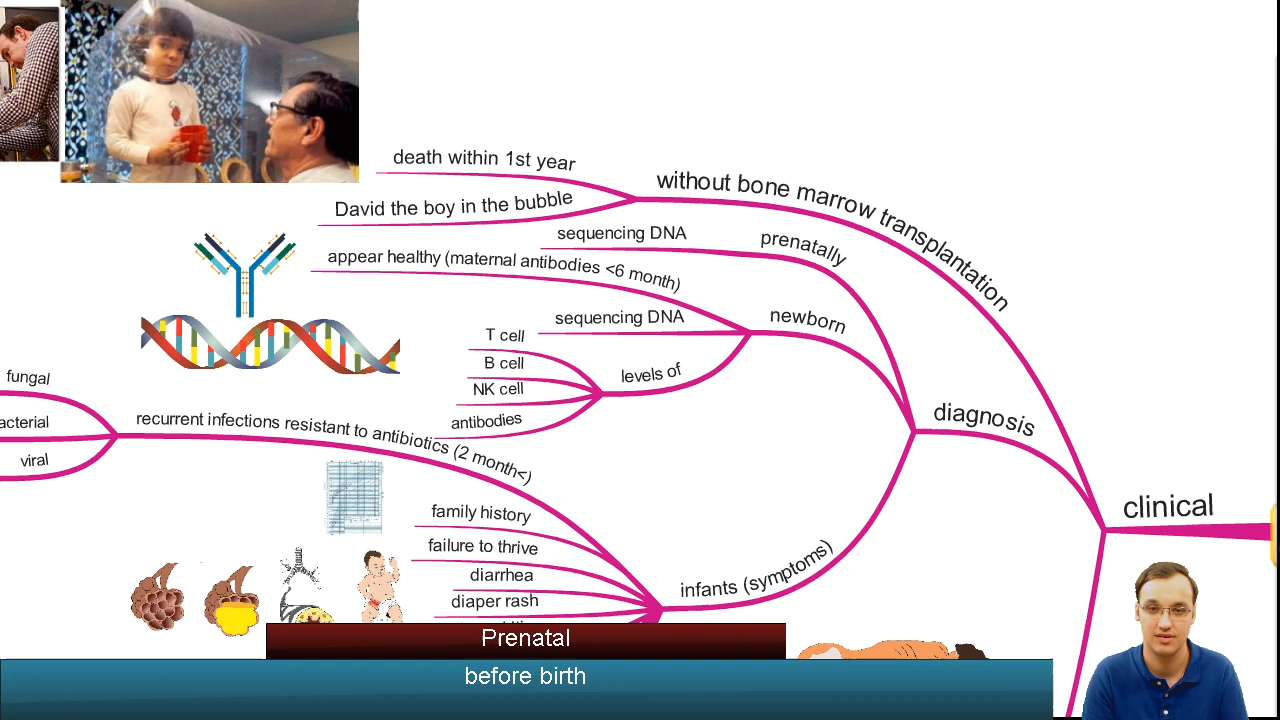 death within 1st year
without bone marrow transplantation
David the boy in the bubble
sequencing DNA
prenatally
appear healthy (maternal antibodies <6 month)
sequencing DNA
newborn
T cell
B cell
levels of
NK cell
antibodies
fungal
recurrent infections resistant to antibiotics (2 month<)
diagnosis
acterial
viral
clinical
family history
failure to thrive
infants (symptoms)
diarrhea
diaper rash
Prenatal
before birth